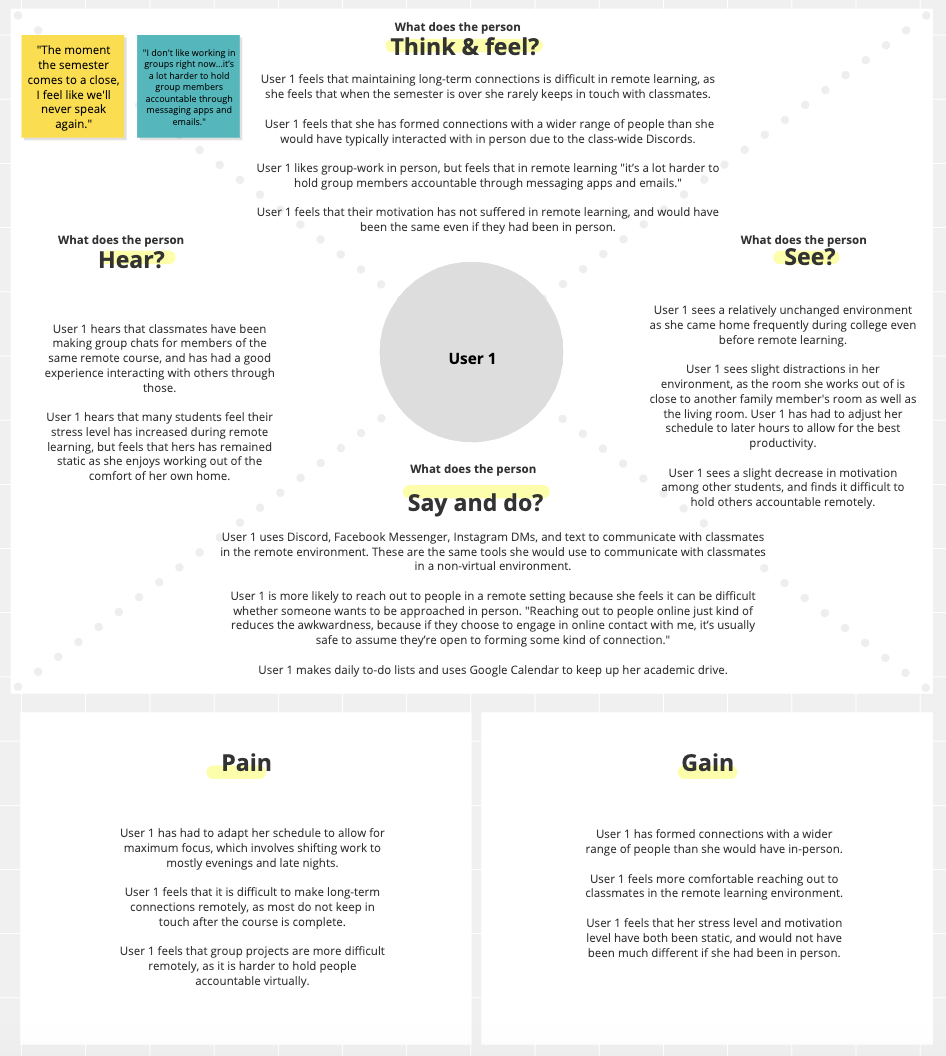 "The moment
the semester
comes to a close,
I feel like we'll
never speak
again."
"I don't like working in
groups right now...it's
a lot harder to hold
group members
accountable through
messaging apps and
emails."
What does the person
Think & feel?
User 1 feels that maintaining long-term connections is difficult in remote learning, as
she feels that when the semester is over she rarely keeps in touch with classmates.
User 1 feels that she has formed connections with a wider range of people than she
would have typically interacted with in person due to the class-wide Discords.
User 1 likes group-work in person, but feels that in remote learning "it’s a lot harder to
hold group members accountable through messaging apps and emails."
User 1 feels that their motivation has not suffered in remote learning, and would have
been the same even if they had been in person.
What does the person
Hear?
User 1 hears that classmates have been
making group chats for members of the
same remote course, and has had a good
experience interacting with others through
those.
User 1 hears that many students feel their
stress level has increased during remote
learning, but feels that hers has remained
static as she enjoys working out of the
comfort of her own home.
User 1
What does the person
See?
User 1 sees a relatively unchanged environment
as she came home frequently during college even
before remote learning.
User 1 sees slight distractions in her
environment, as the room she works out of is
close to another family member's room as well as
the living room. User 1 has had to adjust her
schedule to later hours to allow for the best
productivity.
User 1 sees a slight decrease in motivation
among other students, and finds it difficult to
hold others accountable remotely.
What does the person
Say and do?
User 1 uses Discord, Facebook Messenger, Instagram DMs, and text to communicate with classmates
in the remote environment. These are the same tools she would use to communicate with classmates
in a non-virtual environment.
User 1 is more likely to reach out to people in a remote setting because she feels it can be difficult
whether someone wants to be approached in person. "Reaching out to people online just kind of
reduces the awkwardness, because if they choose to engage in online contact with me, it’s usually
safe to assume they’re open to forming some kind of connection."
User 1 makes daily to-do lists and uses Google Calendar to keep up her academic drive.
Pain
User 1 has had to adapt her schedule to allow for
maximum focus, which involves shifting work to
mostly evenings and late nights.
User 1 feels that it is difficult to make long-term
connections remotely, as most do not keep in
touch after the course is complete.
User 1 feels that group projects are more difficult
remotely, as it is harder to hold people
accountable virtually.
Gain
User 1 has formed connections with a wider
range of people than she would have in-person.
User 1 feels more comfortable reaching out to
classmates in the remote learning environment.
User 1 feels that her stress level and motivation
level have both been static, and would not have
been much different if she had been in person.